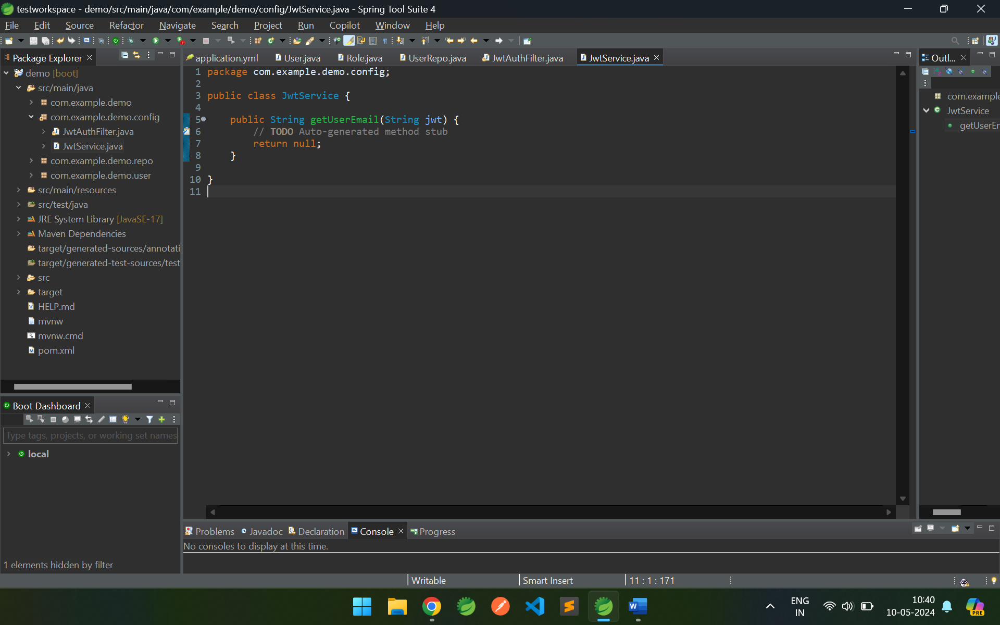 testworkspace - demo/src/main/java/com/example/demo/config/JwtService.java - Spring Tool Suite 4
File Edit Source Refactor Navigate Search Project Run Copilot Window Help
Package Explorer
demo [boot]
src/main/java
com.example.demo
com.example.demo.config
JwtAuthFilter.java
JwtService.java
com.example.demo.repo
com.example.demo.user
src/main/resources
src/test/java
JRE System Library [JavaSE-17]
Maven Dependencies
target/generated-sources/annotati
target/generated-test-sources/test
src
target
HELP.md
mvnw
mvnw.cmd
pom.xml
Boot Dashboard
Type tags, projects, or working set names
local
1 elements hidden by filter
application.yml User.java Role.java UserRepo.java JwtAuthFilter.java JwtService.java
1 package com.example.demo.config;
2
3 public class JwtService {
4
5 public String getUserEmail(String jwt) {
6 // TODO Auto-generated method stub
7 return null;
8 }
9
10 }
11
Outl...
com.example
JwtService
getUserEr
Problems Javadoc Declaration Console Progress
No consoles to display at this time.
Writable Smart Insert 11 : 1 : 171
ENG
IN
10:40
10-05-2024
PRE